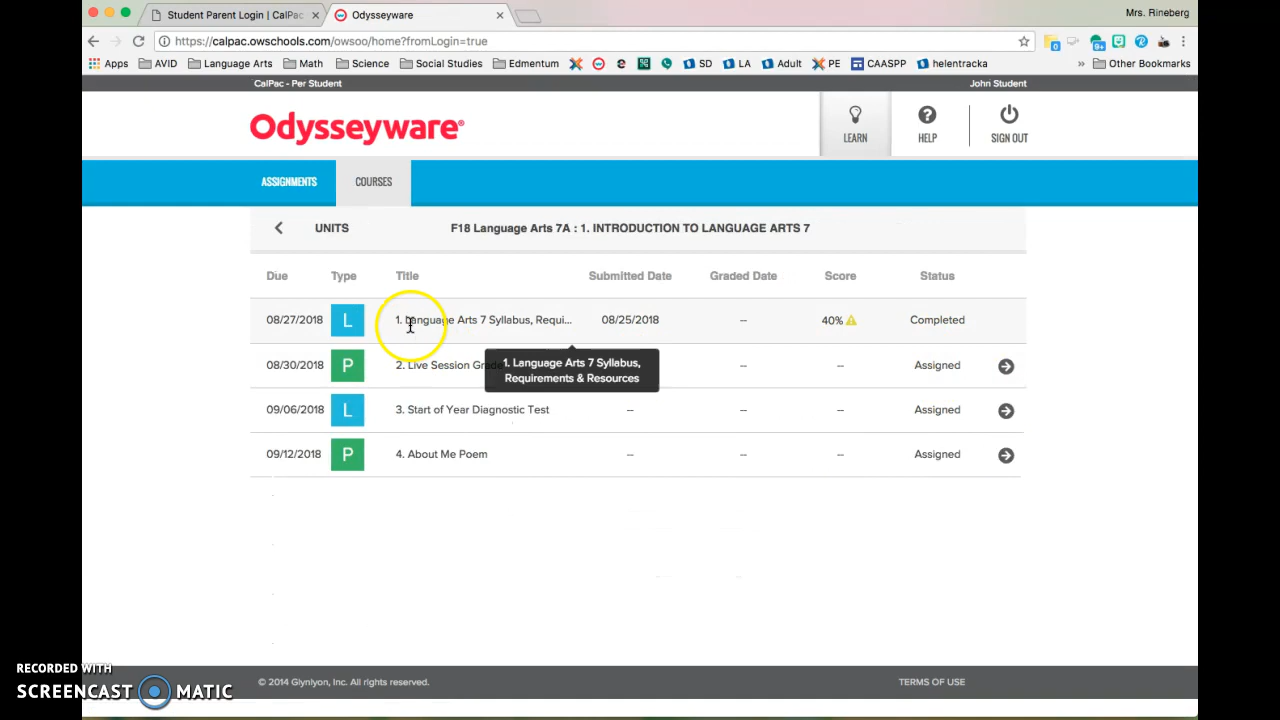 Student Parent Login | CalPac
Odysseyware
Mrs. Rineberg
https://calpac.owschools.com/owsoo/home?fromLogin=true
Apps AVID Language Arts Math Science Social Studies Edmentum SD LA Adult PE CAASPP helentracka » Other Bookmarks
CalPac - Per Student John Student
Odysseyware®
LEARN HELP SIGN OUT
ASSIGNMENTS COURSES
UNITS F18 Language Arts 7A : 1. INTRODUCTION TO LANGUAGE ARTS 7
Due Type Title Submitted Date Graded Date Score Status
08/27/2018 L 1. Language Arts 7 Syllabus, Requi... 08/25/2018 -- 40% Completed
1. Language Arts 7 Syllabus,
Requirements & Resources
08/30/2018 P 2. Live Session -- -- Assigned
09/06/2018 L 3. Start of Year Diagnostic Test -- -- -- Assigned
09/12/2018 P 4. About Me Poem -- -- -- Assigned
© 2014 Glynlyon, Inc. All rights reserved. TERMS OF USE
RECORDED WITH
SCREENCAST MATIC